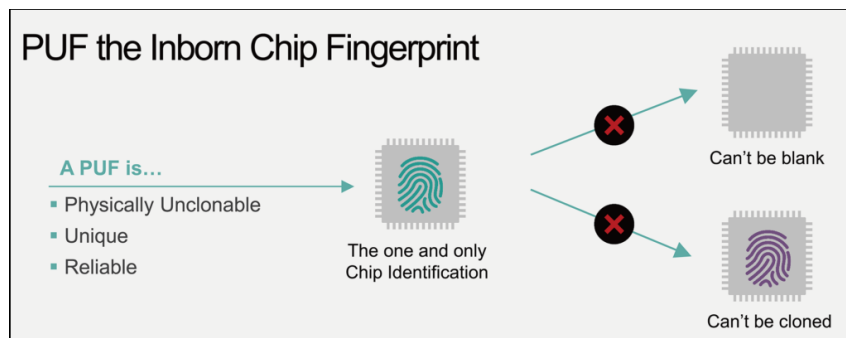 PUF the Inborn Chip Fingerprint
A PUF is...
▪ Physically Unclonable
▪ Unique
▪ Reliable
The one and only
Chip Identification
Can't be blank
Can't be cloned